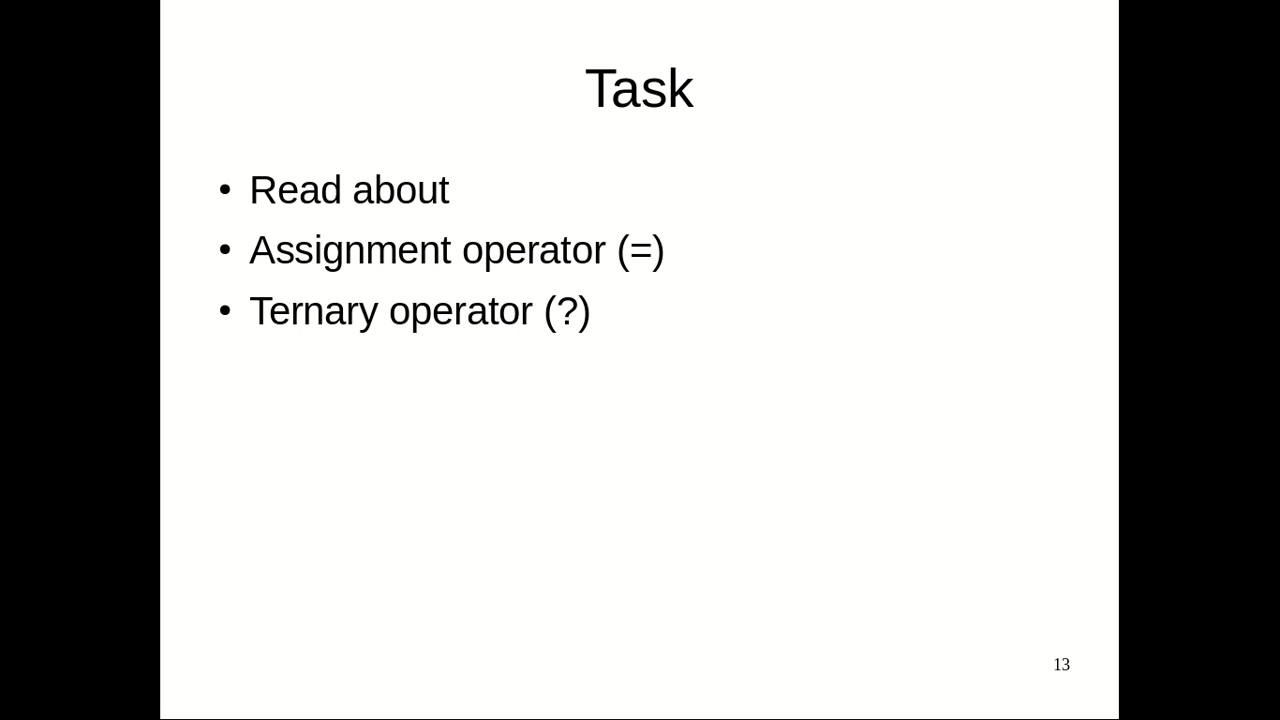 Task
• Read about
• Assignment operator (=)
• Ternary operator (?)
13